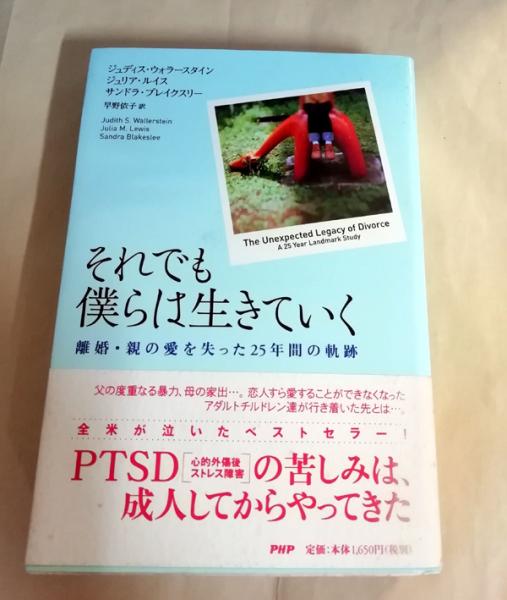 ジュディス・ウォラースタイン
ジュリア・ルイス
サンドラ・ブレイクスリー
早野依子 訳
Judith S. Wallerstein
Julia M. Lewis
Sandra Blakeslee
The Unexpected Legacy of Divorce
A 25 Year Landmark Study
それでも
僕らは生きていく
離婚・親の愛を失った25年間の軌跡
父の度重なる暴力、母の家出…。恋人すら愛することができなくなった
アダルトチルドレン達が行き着いた先とは…。
全米が泣いたベストセラー!
PTSD[心的外傷後ストレス障害]の苦しみは、
成人してからやってきた
PHP 定価:本体1,650円(税別)